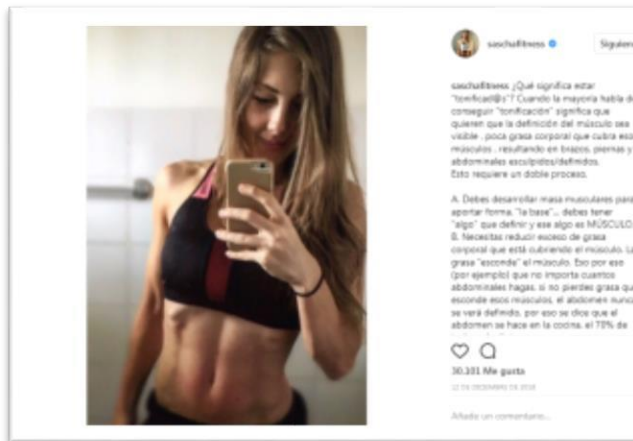 saschafitness Siguiend
saschafitness ¿Qué significa estar
"tonificad@s"? Cuando la mayoría habla de
conseguir "tonificación" significa que
quieren que la definición del músculo sea
visible , poca grasa corporal que cubra esos
músculos , resultando en brazos, piernas y
abdominales esculpidos/definidos.
Esto requiere un doble proceso.
A. Debes desarrollar masa musculares para
aportar forma, "la base"... debes tener
"algo" que definir y ese algo es MÚSCULO.
B. Necesitas reducir exceso de grasa
corporal que está cubriendo el músculo. La
grasa "esconde" el músculo. Eso por eso
(por ejemplo) que no importa cuantos
abdominales hagas, si no pierdes grasa que
esconde esos músculos, el abdomen nunca
se verá definido, por eso se dice que el
abdomen se hace en la cocina, el 70% de
30.101 Me gusta
12 DE DICIEMBRE DE 2016
Añade un comentario...